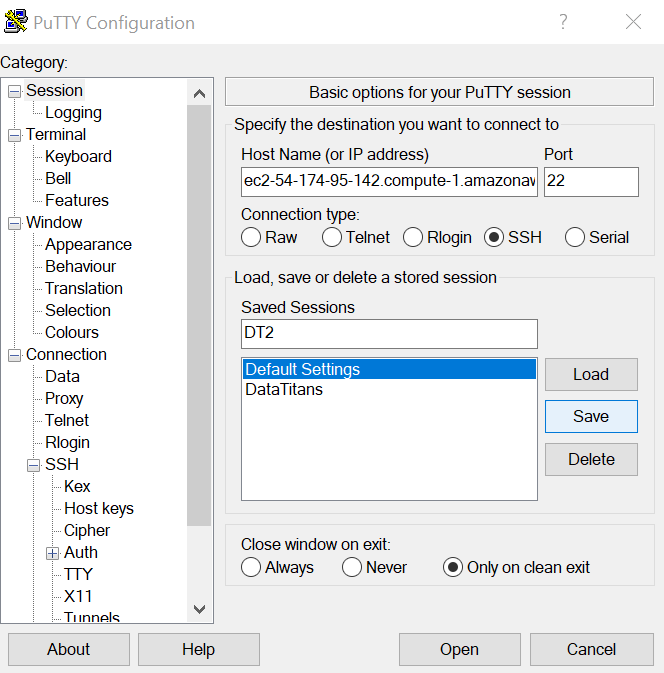 PuTTY Configuration
Category:
Session
Logging
Terminal
Keyboard
Bell
Features
Window
Appearance
Behaviour
Translation
Selection
Colours
Connection
Data
Proxy
Telnet
Rlogin
SSH
Kex
Host keys
Cipher
Auth
TTY
X11
Tunnels
Basic options for your PuTTY session
Specify the destination you want to connect to
Host Name (or IP address) Port
ec2-54-174-95-142.compute-1.amazonaw 22
Connection type:
Raw Telnet Rlogin SSH Serial
Load, save or delete a stored session
Saved Sessions
DT2
Default Settings
DataTitans
Load
Save
Delete
Close window on exit:
Always Never Only on clean exit
About Help Open Cancel